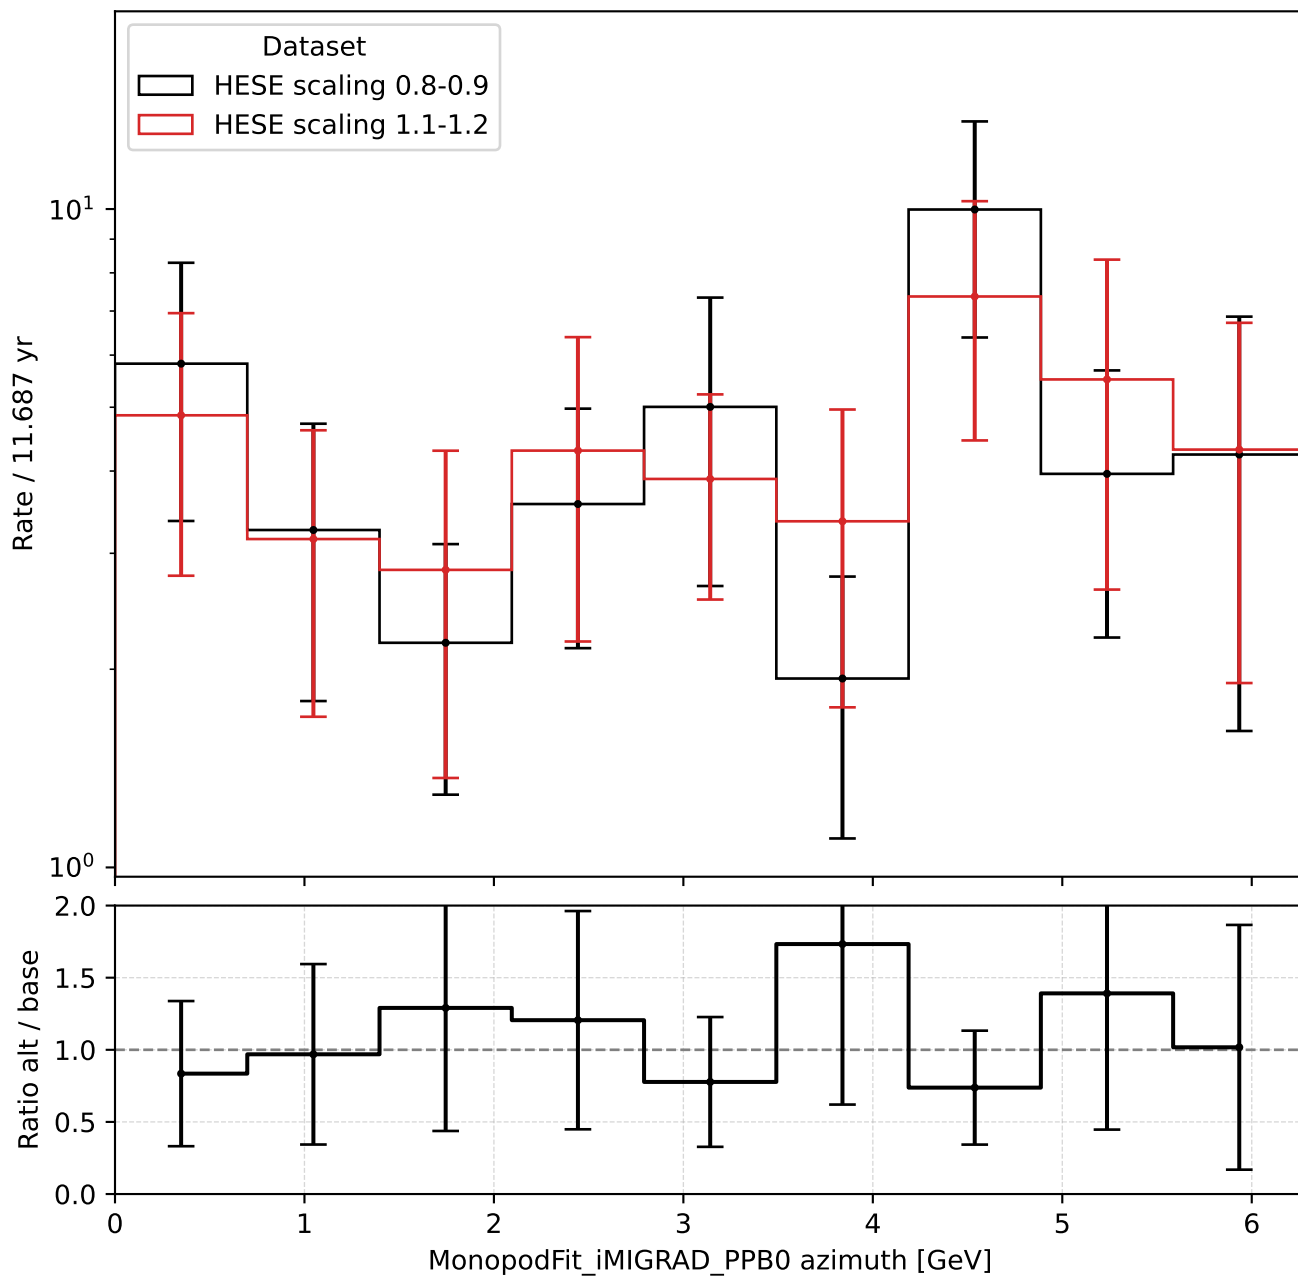 Dataset
HESE scaling 0.8-0.9
HESE scaling 1.1-1.2
10¹
10⁰
Rate / 11.687 yr
2.0
1.5
1.0
0.5
0.0
Ratio alt / base
0 1 2 3 4 5 6
MonopodFit_iMIGRAD_PPB0 azimuth [GeV]